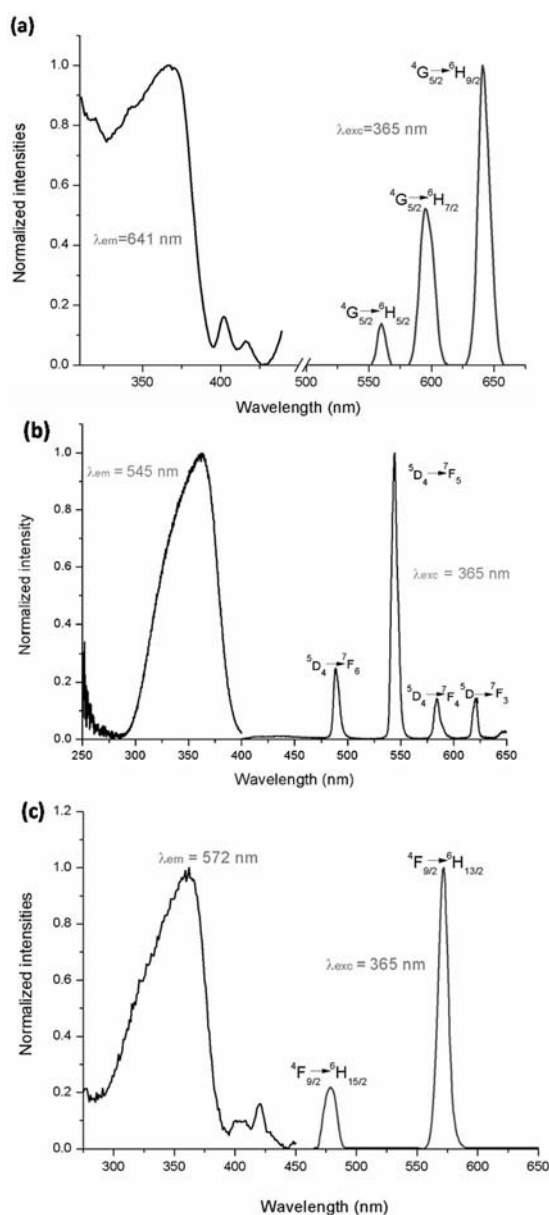 (a)
Normalized intensities
1.0
0.8
0.6
0.4
0.2
0.0
λem=641 nm
λexc=365 nm
⁴G₅/₂→⁶H₉/₂
⁴G₅/₂→⁶H₇/₂
⁴G₅/₂→⁶H₅/₂
350 400 500 550 600 650
Wavelength (nm)
(b)
Normalized intensity
1.0
0.8
0.6
0.4
0.2
0.0
λem = 545 nm
⁵D₄→⁷F₅
λexc = 365 nm
⁵D₄→⁷F₆
⁵D₄→⁷F₄ ⁵D→⁷F₃
250 300 350 400 450 500 550 600 650
Wavelength (nm)
(c)
Normalized intensities
1.2
1.0
0.8
0.6
0.4
0.2
0.0
λem = 572 nm
⁴F₉/₂→⁶H₁₃/₂
λexc = 365 nm
⁴F₉/₂→⁶H₁₅/₂
300 350 400 450 500 550 600 650
Wavelength (nm)